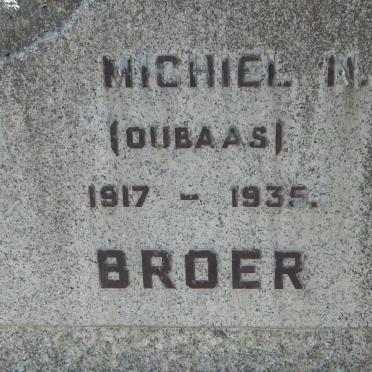 MICHIEL N.
(OUBAAS)
1917 - 1935.
BROER